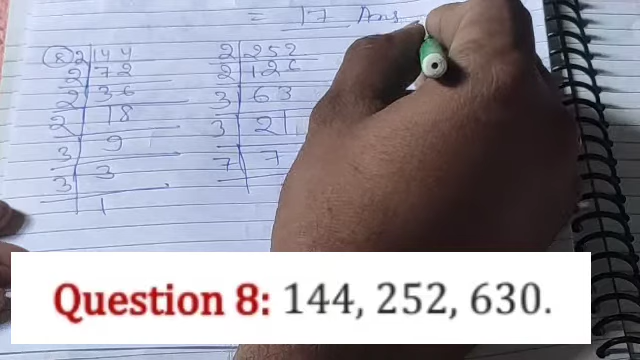 = 17 Ans
(8) 2 | 144
2 | 72
2 | 36
2 | 18
3 | 9
3 | 3
1
2 | 252
2 | 126
3 | 63
3 | 21
7 | 7
Question 8: 144, 252, 630.